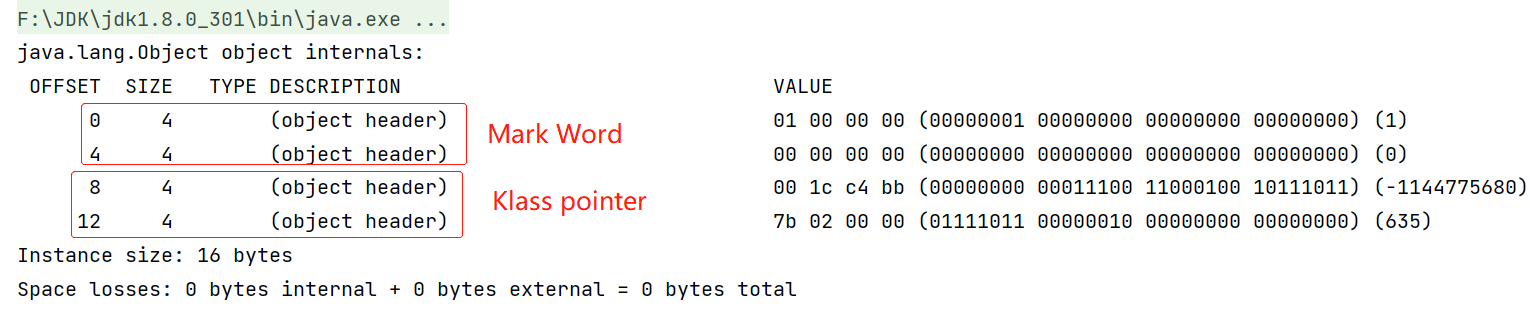 F:\JDK\jdk1.8.0_301\bin\java.exe ...
java.lang.Object object internals:
OFFSET SIZE TYPE DESCRIPTION VALUE
0 4 (object header) 01 00 00 00 (00000001 00000000 00000000 00000000) (1)
Mark Word
4 4 (object header) 00 00 00 00 (00000000 00000000 00000000 00000000) (0)
8 4 (object header) 00 1c c4 bb (00000000 00011100 11000100 10111011) (-1144775680)
Klass pointer
12 4 (object header) 7b 02 00 00 (01111011 00000010 00000000 00000000) (635)
Instance size: 16 bytes
Space losses: 0 bytes internal + 0 bytes external = 0 bytes total